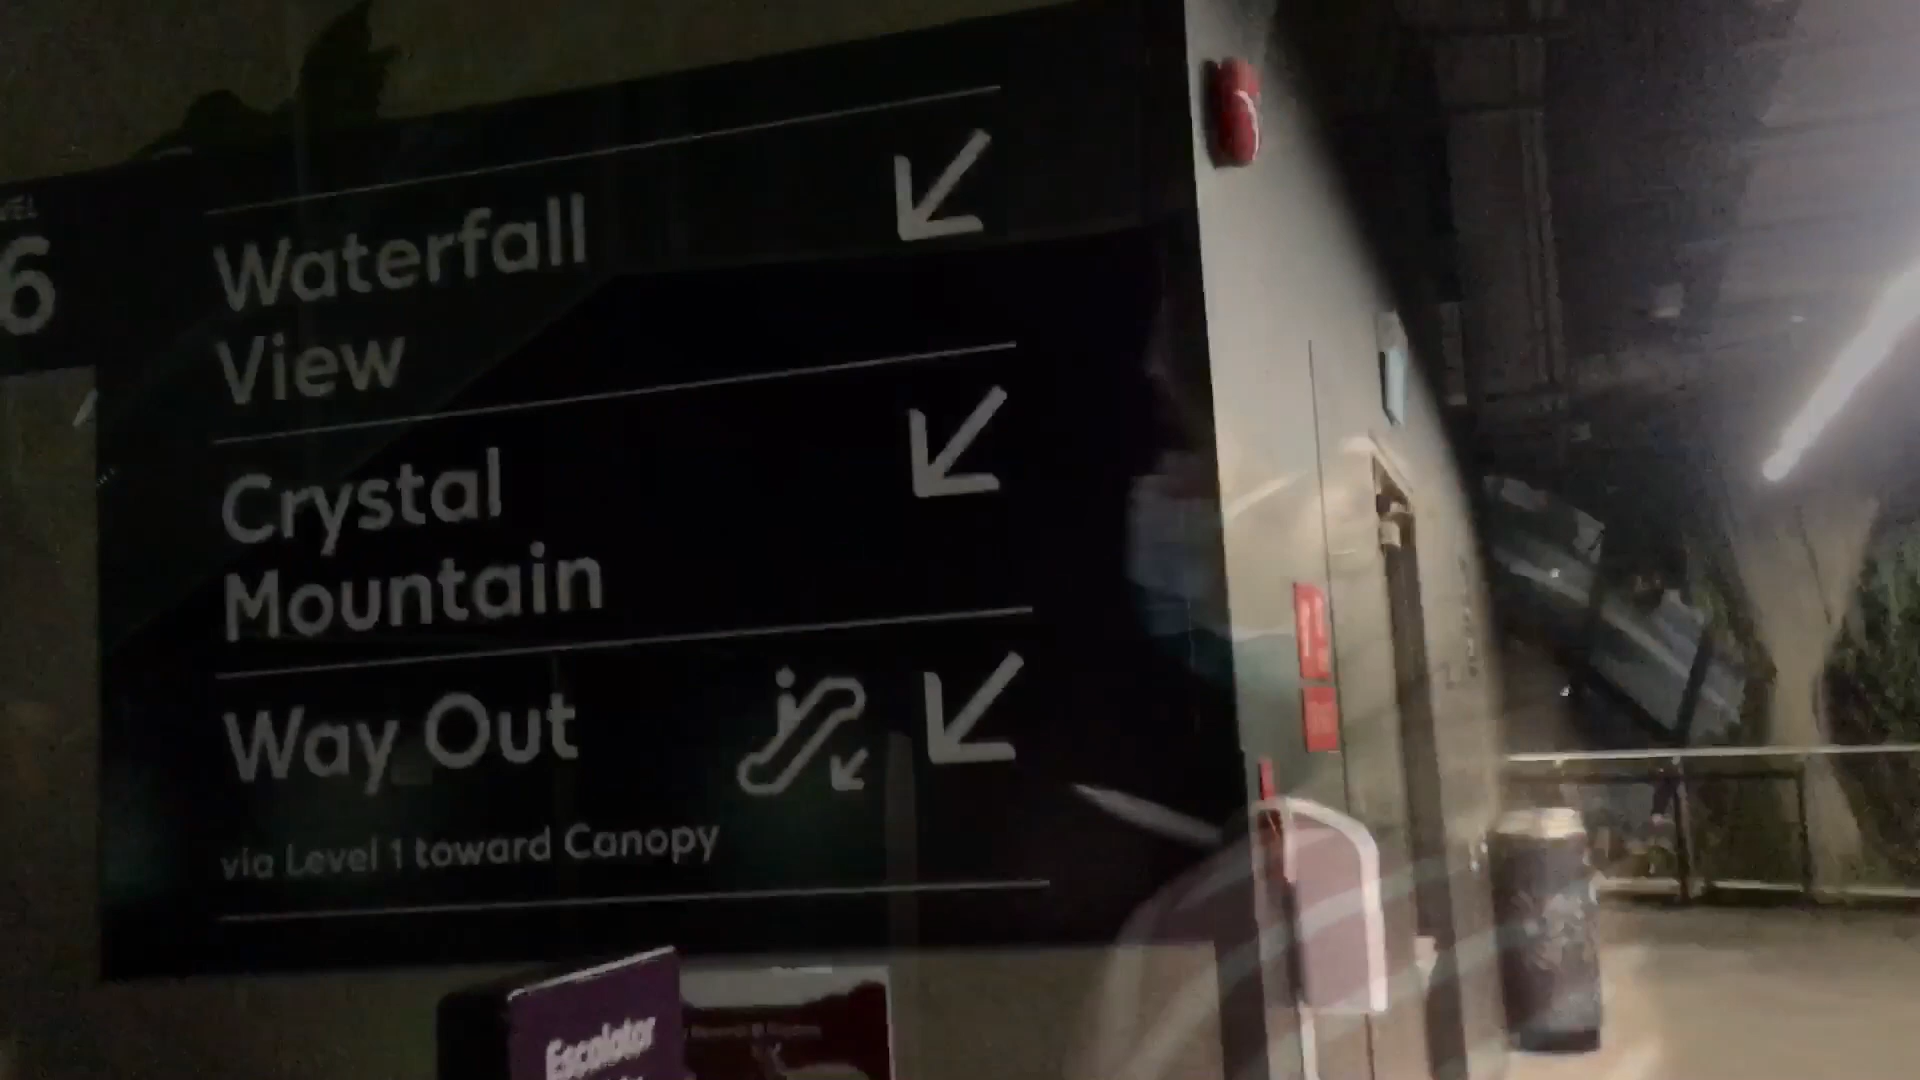 6
Waterfall
View
Crystal
Mountain
Way Out
via Level 1 toward Canopy
Escalator